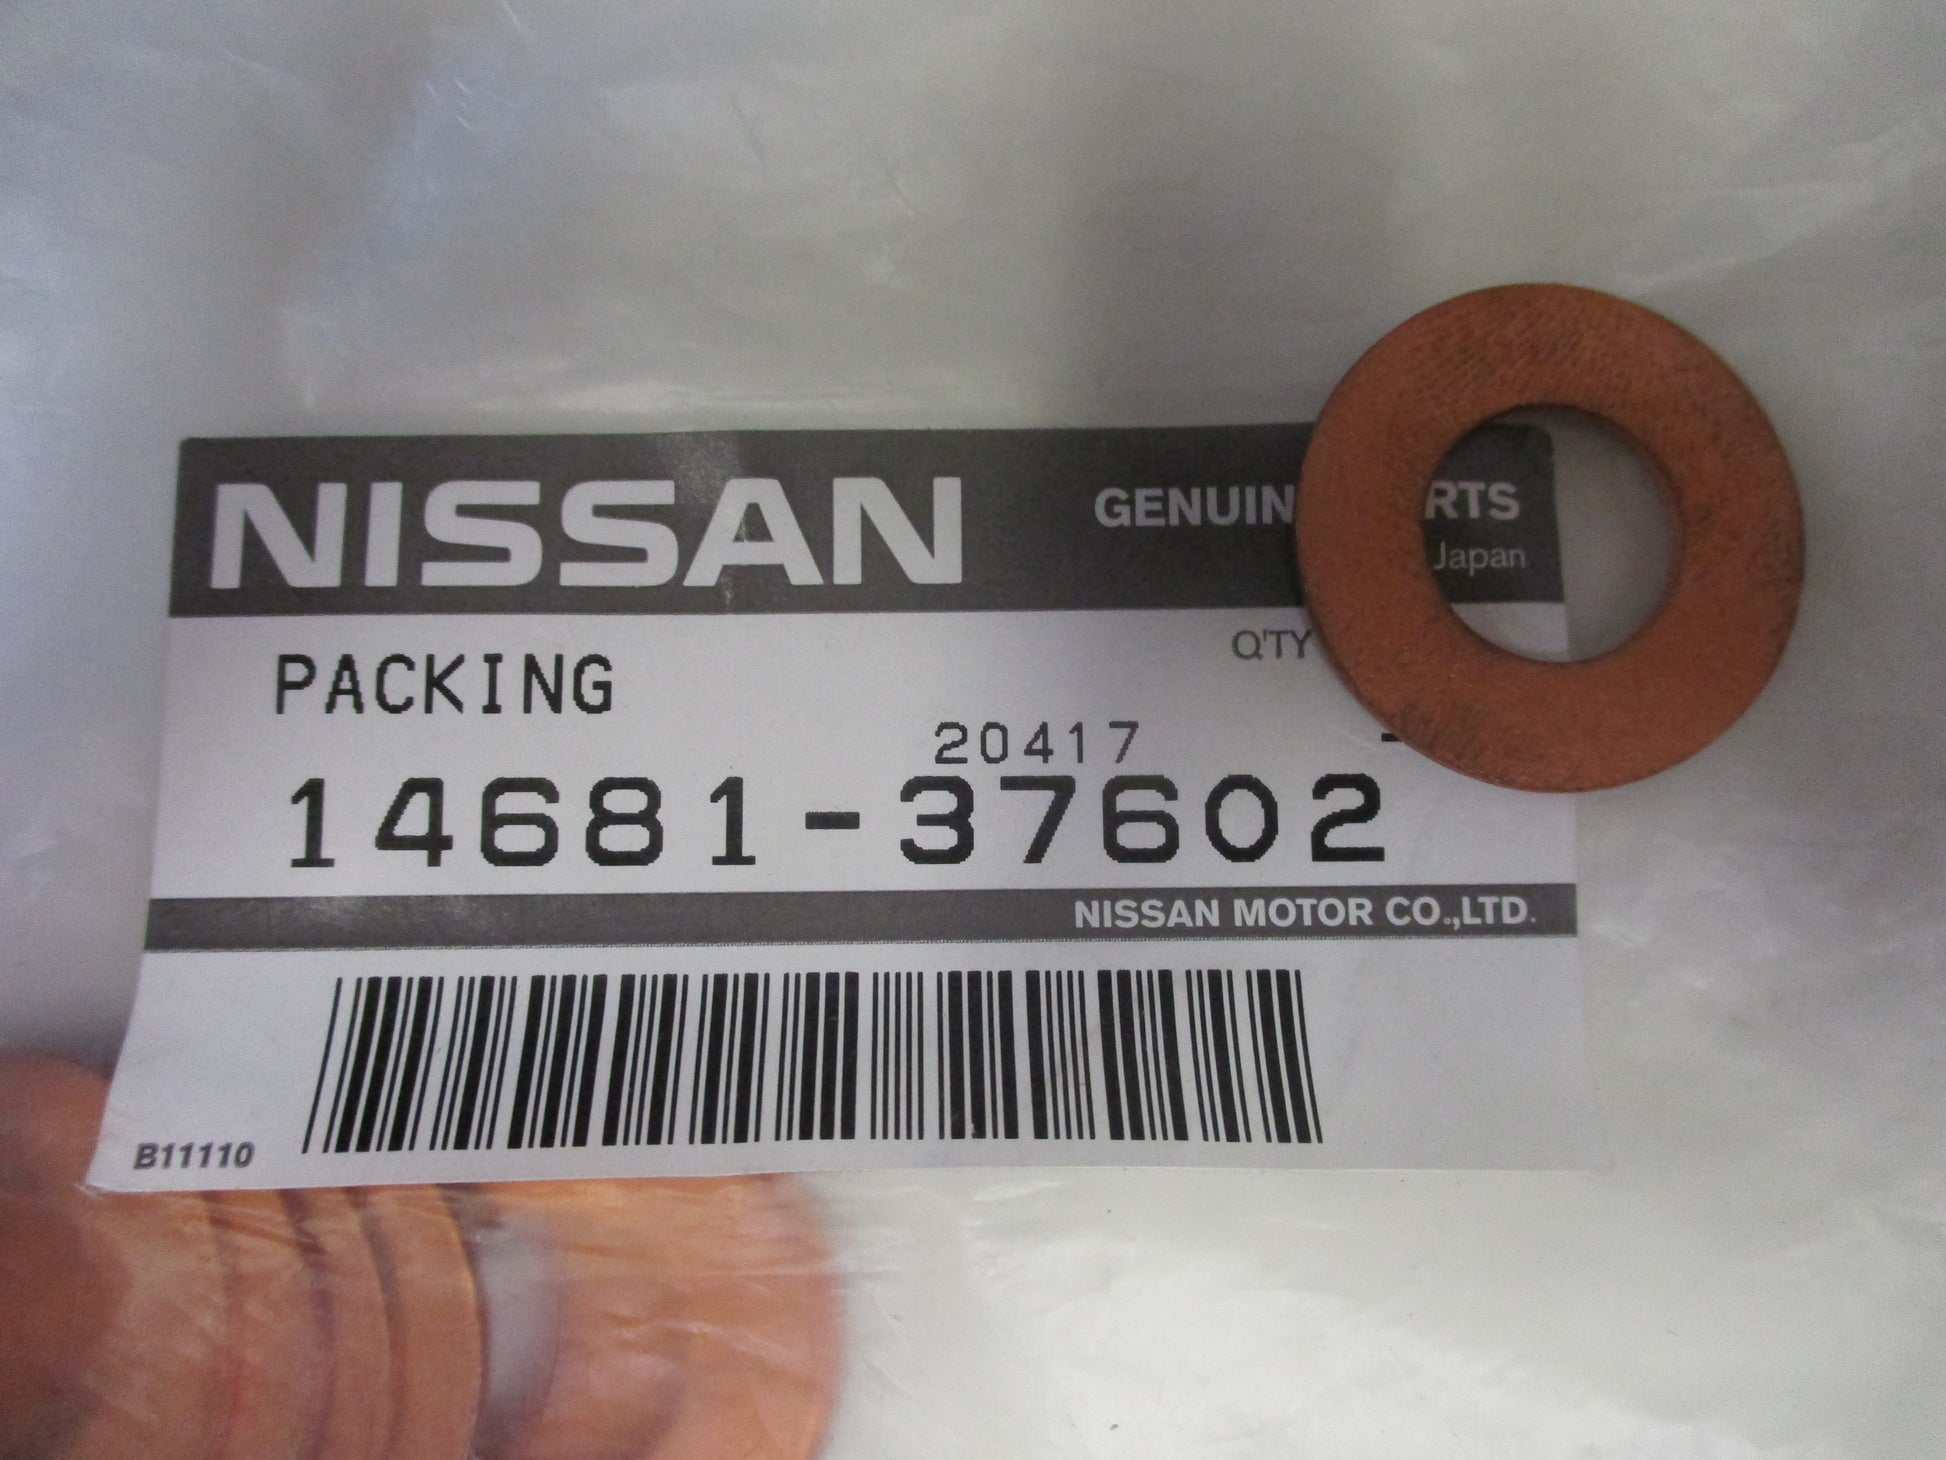 NISSAN GENUIN RTS
Japan
PACKING Q'TY
20417 -
14681-37602
NISSAN MOTOR CO.,LTD.
B11110